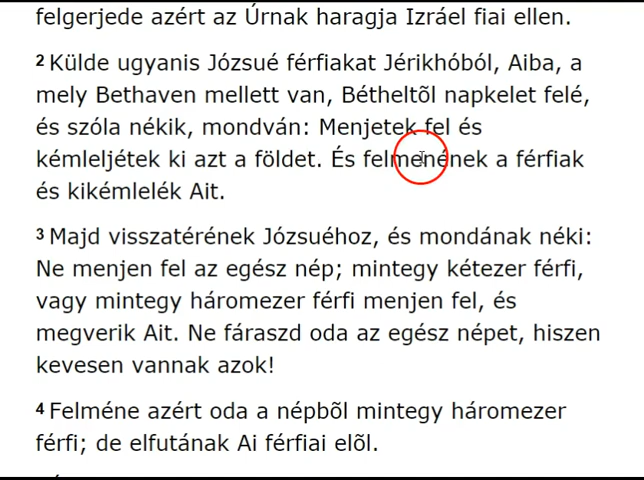 felgerjede azért az Úrnak haragja Izráel fiai ellen.
2 Külde ugyanis Józsué férfiakat Jérikhóból, Aiba, a
mely Bethaven mellett van, Bétheltõl napkelet felé,
és szóla nékik, mondván: Menjetek fel és
kémleljétek ki azt a földet. És felmenének a férfiak
és kikémlelék Ait.
3 Majd visszatérének Józsuéhoz, és mondának néki:
Ne menjen fel az egész nép; mintegy kétezer férfi,
vagy mintegy háromezer férfi menjen fel, és
megverik Ait. Ne fáraszd oda az egész népet, hiszen
kevesen vannak azok!
4 Felméne azért oda a népbõl mintegy háromezer
férfi; de elfutának Ai férfiai elõl.